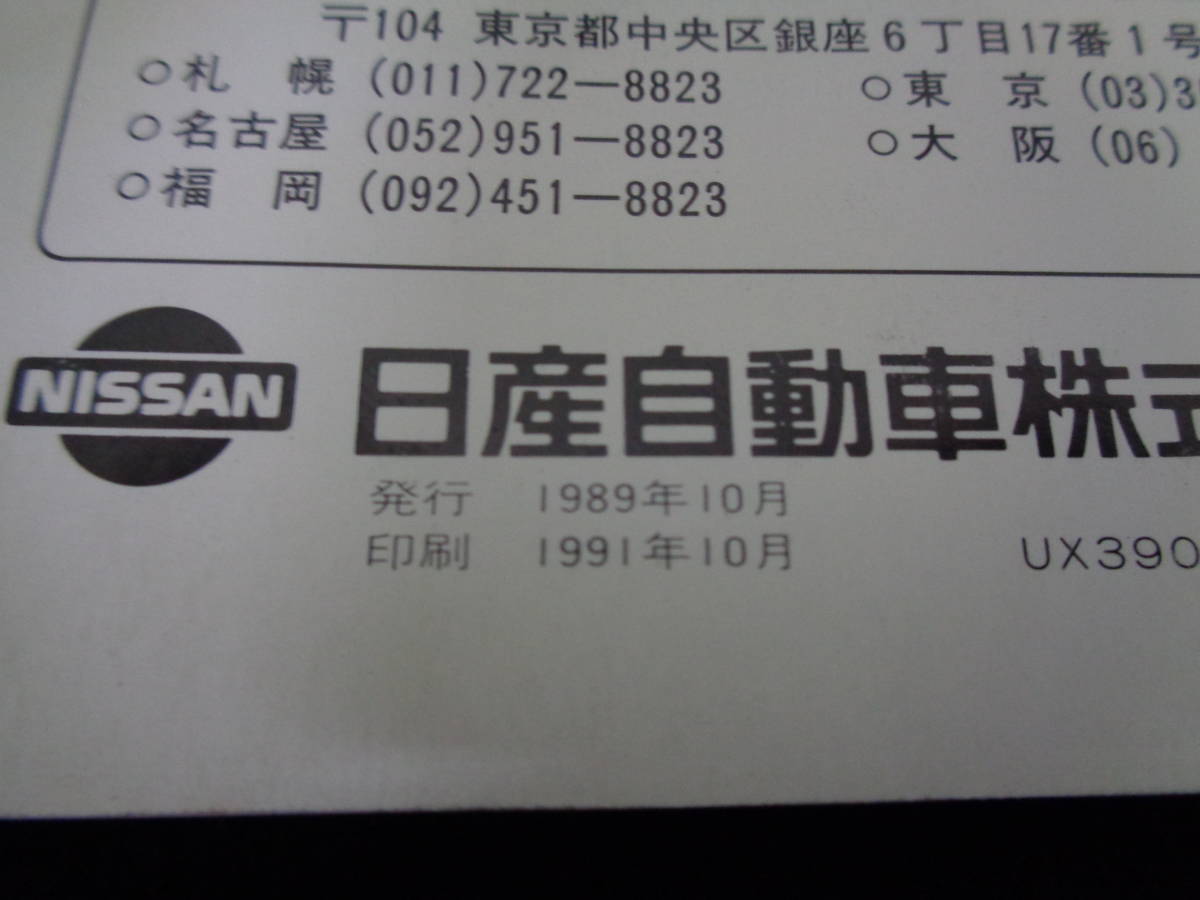 〒104 東京都中央区銀座6丁目17番1号
○札 幌 (011)722―8823 ○東 京 (03)3
○名古屋 (052)951―8823 ○大 阪 (06)
○福 岡 (092)451―8823
NISSAN 日産自動車株式
発行 1989年10月
印刷 1991年10月 UX390